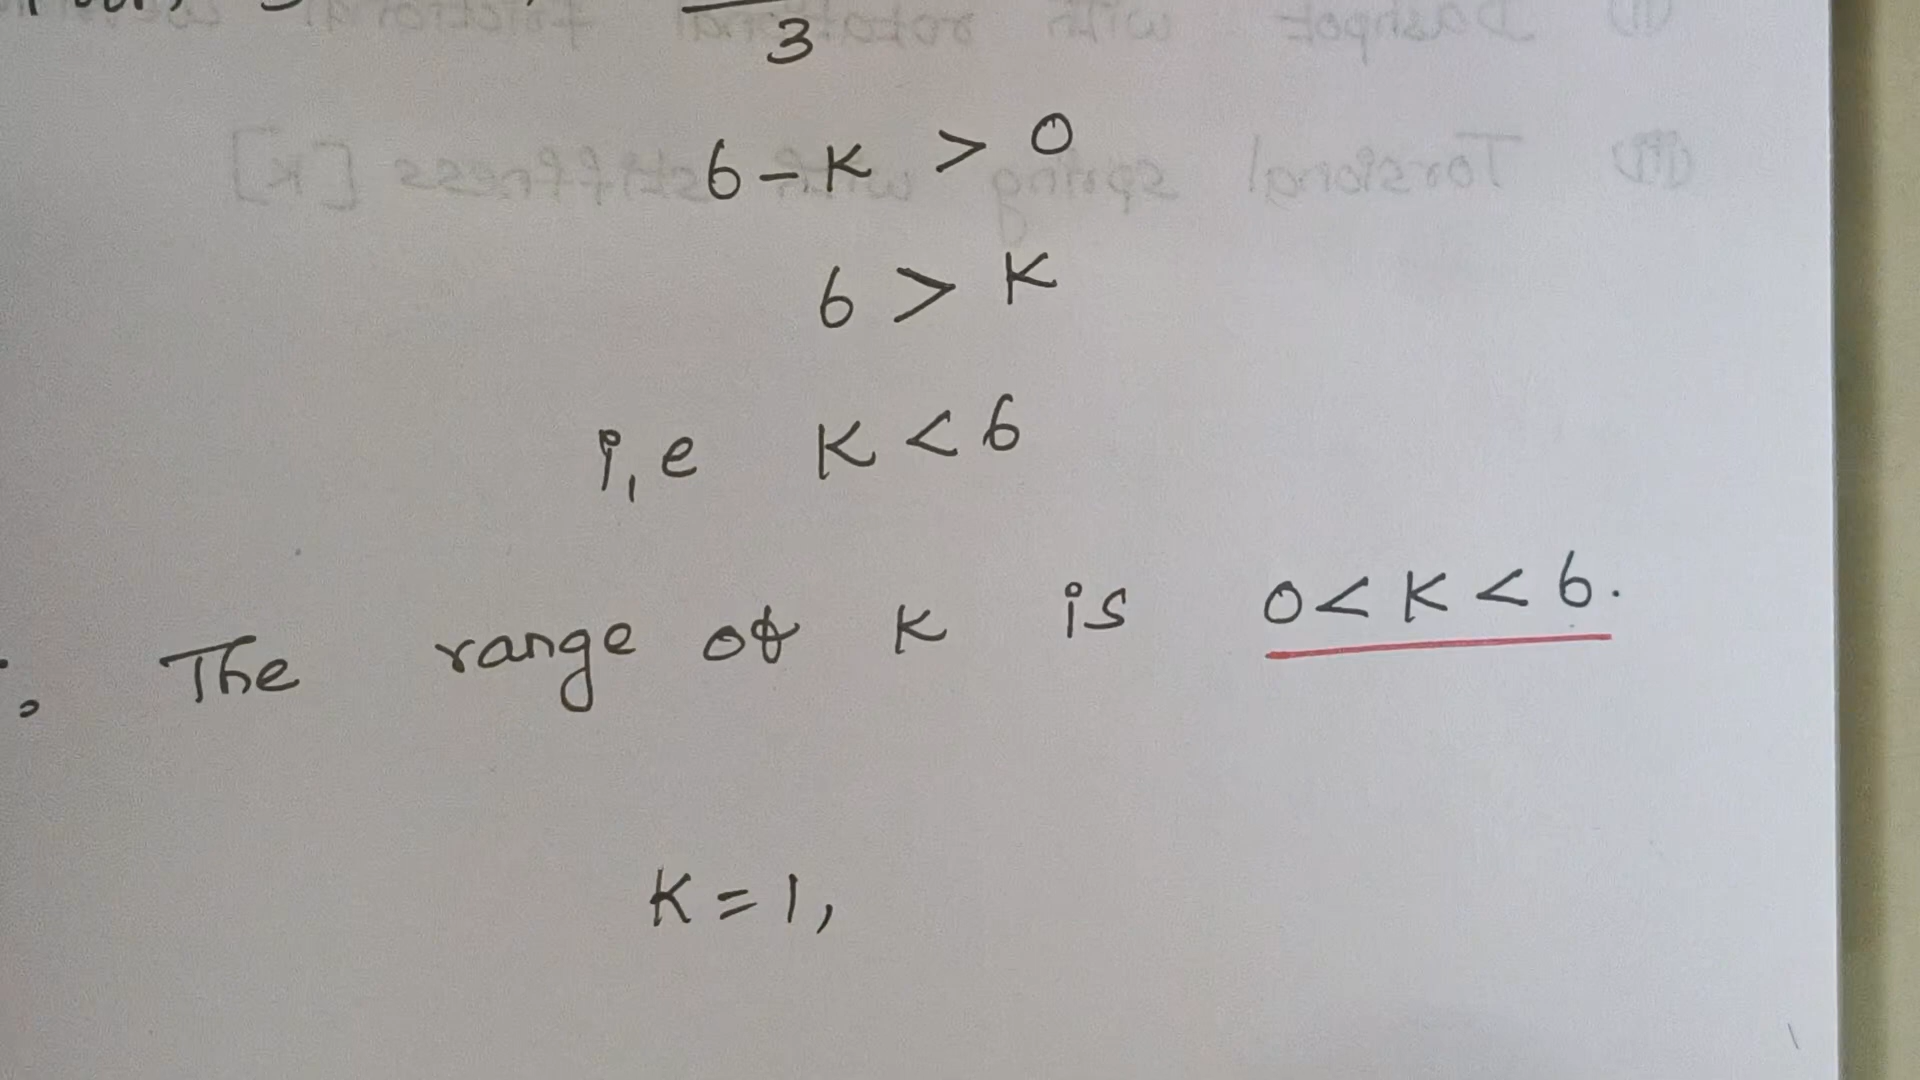 3
6 - K > 0
6 > K
i,e K < 6
∴ The range of K is 0 < K < 6.
K = 1,